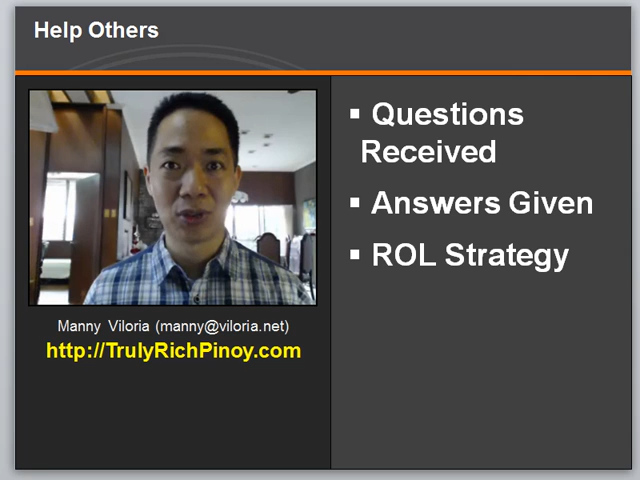 Help Others
Manny Viloria (manny@viloria.net)
http://TrulyRichPinoy.com
▪ Questions
Received
▪ Answers Given
▪ ROL Strategy